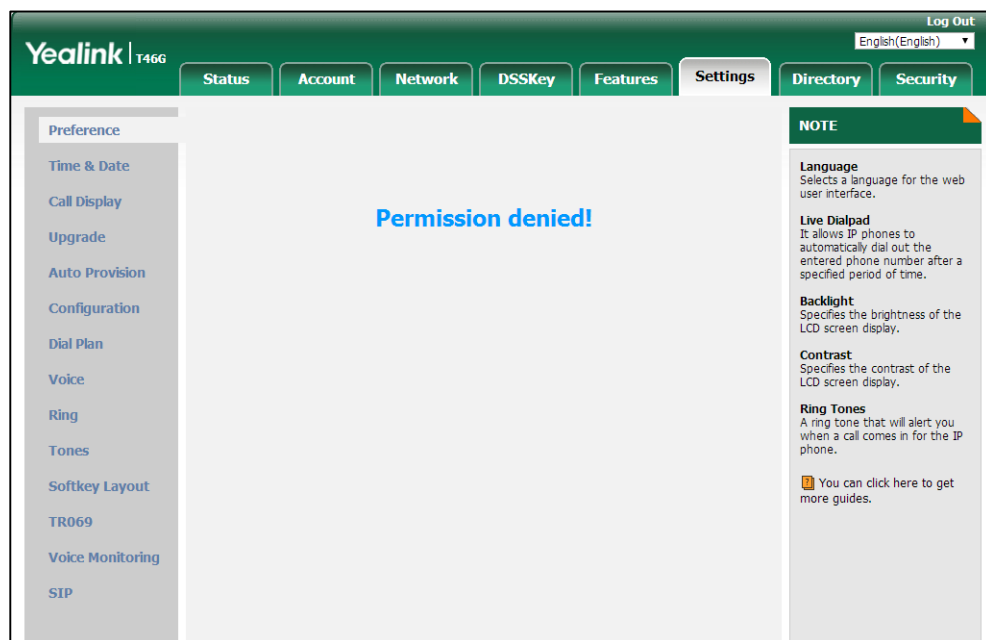 Log Out
English(English)
Yealink T46G
Status Account Network DSSKey Features Settings Directory Security
Preference
Time & Date
Call Display
Upgrade
Auto Provision
Configuration
Dial Plan
Voice
Ring
Tones
Softkey Layout
TR069
Voice Monitoring
SIP
Permission denied!
NOTE
Language
Selects a language for the web
user interface.
Live Dialpad
It allows IP phones to
automatically dial out the
entered phone number after a
specified period of time.
Backlight
Specifies the brightness of the
LCD screen display.
Contrast
Specifies the contrast of the
LCD screen display.
Ring Tones
A ring tone that will alert you
when a call comes in for the IP
phone.
You can click here to get
more guides.